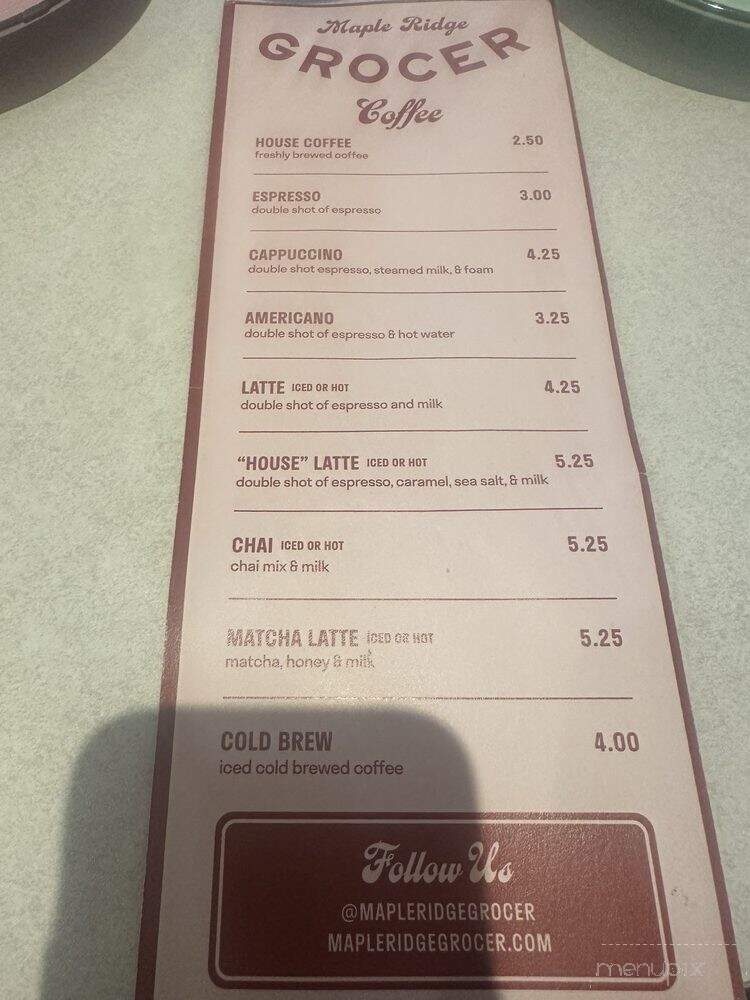 Maple Ridge
GROCER
Coffee
HOUSE COFFEE 2.50
freshly brewed coffee
ESPRESSO 3.00
double shot of espresso
CAPPUCCINO 4.25
double shot espresso, steamed milk, & foam
AMERICANO 3.25
double shot of espresso & hot water
LATTE ICED OR HOT 4.25
double shot of espresso and milk
“HOUSE” LATTE ICED OR HOT 5.25
double shot of espresso, caramel, sea salt, & milk
CHAI ICED OR HOT 5.25
chai mix & milk
MATCHA LATTE ICED OR HOT 5.25
matcha, honey & milk
COLD BREW 4.00
iced cold brewed coffee
Follow Us
@MAPLERIDGEGROCER
MAPLERIDGEGROCER.COM
menupix